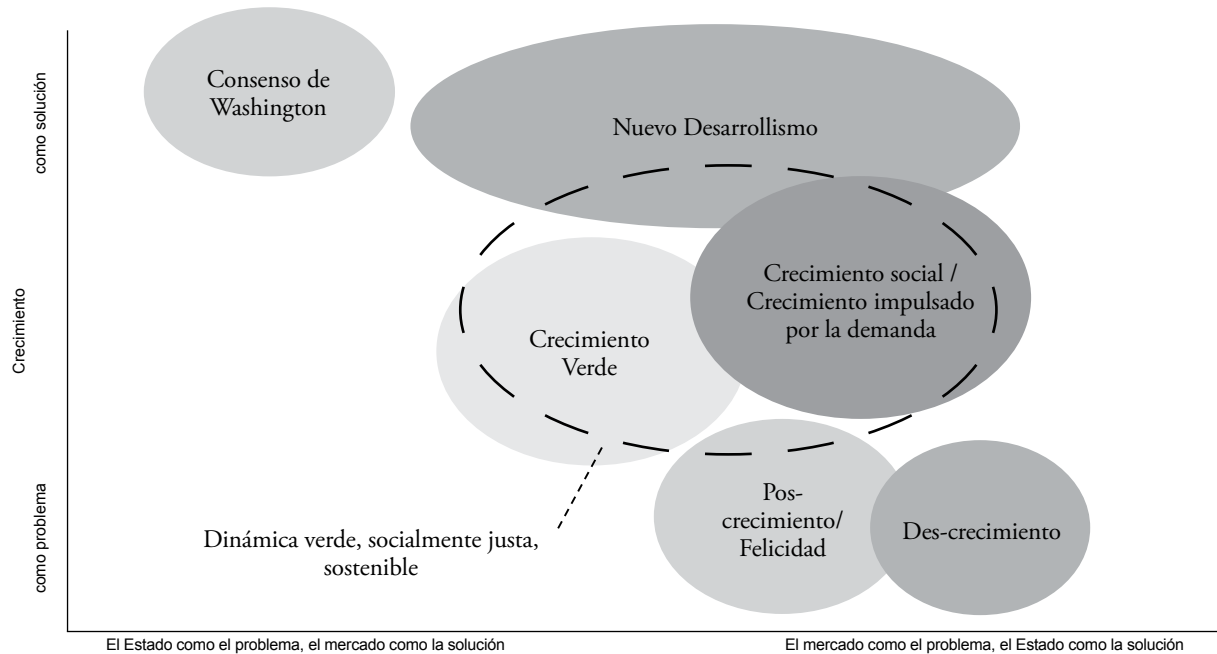 Consenso de
Washington
Nuevo Desarrollismo
como solución
Crecimiento
como problema
Crecimiento social /
Crecimiento impulsado
por la demanda
Crecimiento
Verde
Pos-
crecimiento/
Felicidad
Des-crecimiento
Dinámica verde, socialmente justa,
sostenible
El Estado como el problema, el mercado como la solución
El mercado como el problema, el Estado como la solución